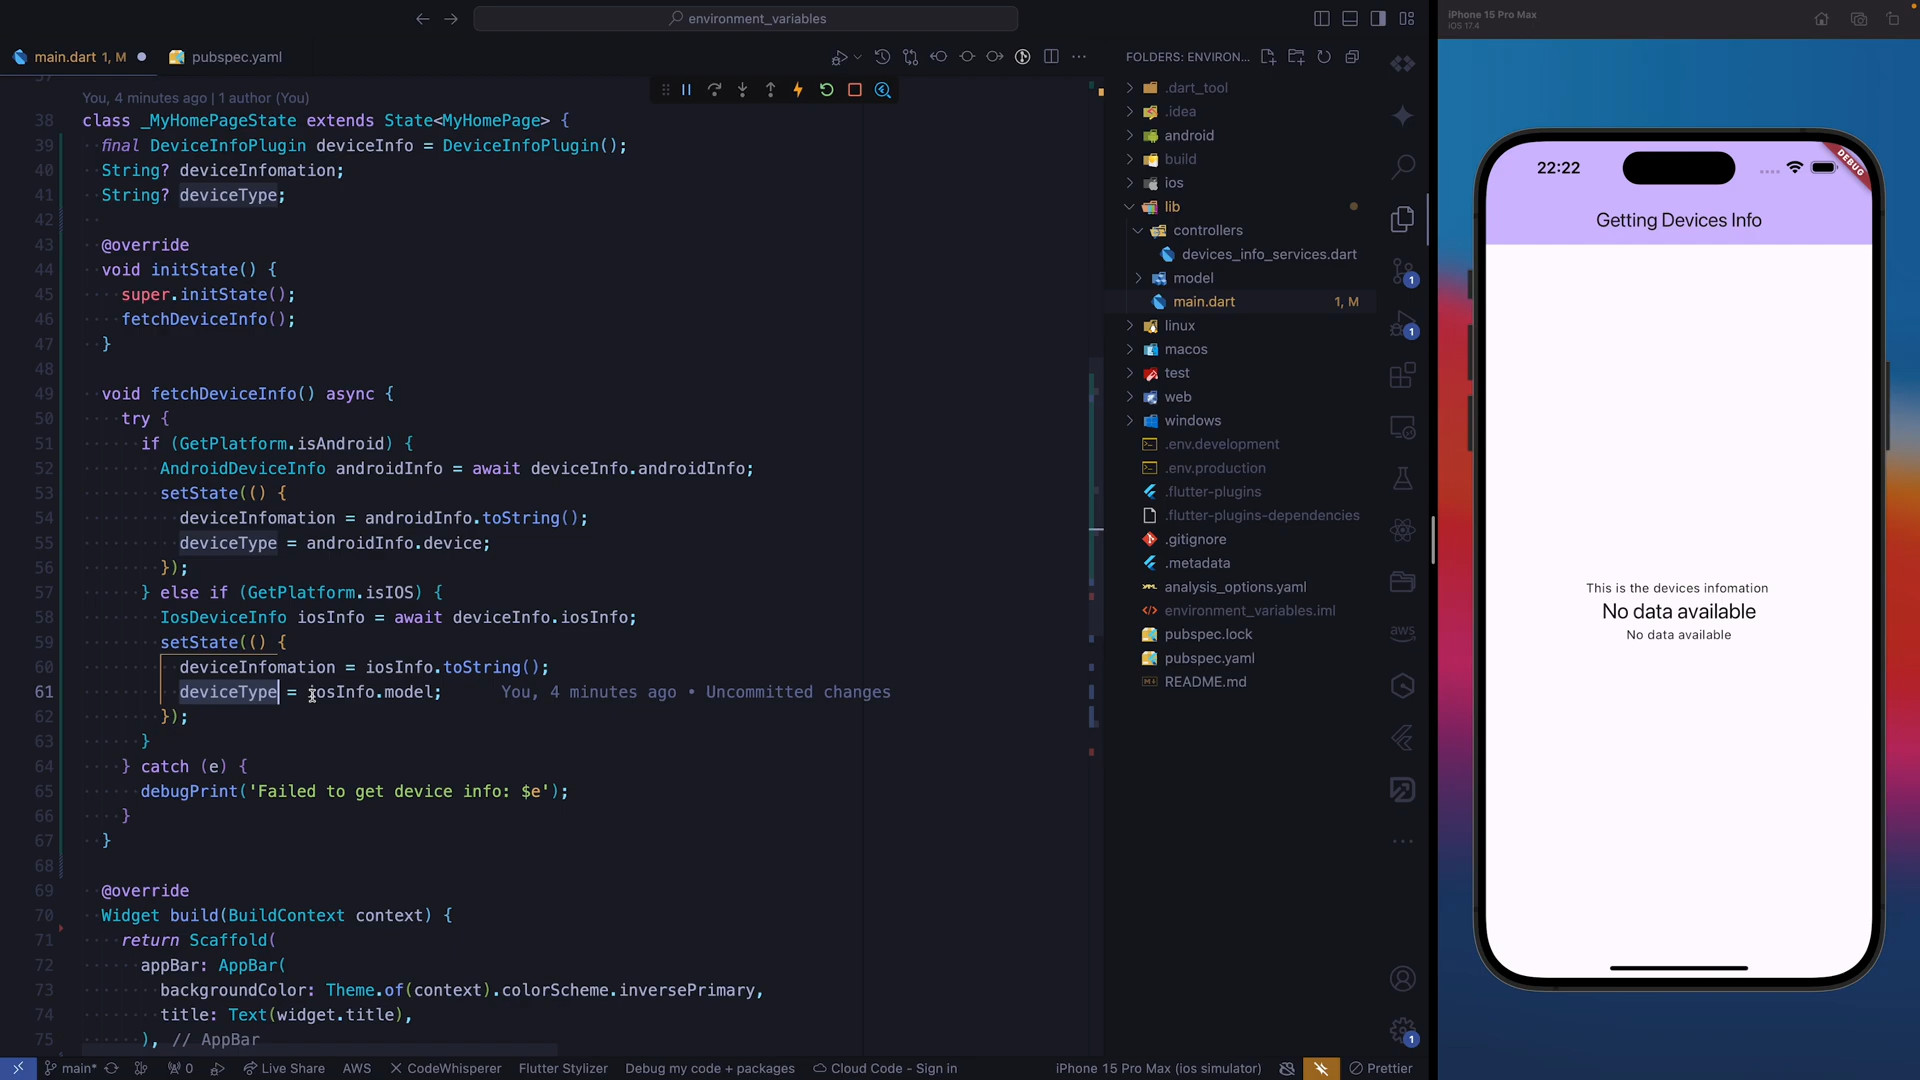 environment_variables
main.dart 1, M
pubspec.yaml
You, 4 minutes ago | 1 author (You)
37
38 class _MyHomePageState extends State<MyHomePage> {
39 final DeviceInfoPlugin deviceInfo = DeviceInfoPlugin();
40 String? deviceInfomation;
41 String? deviceType;
42
43 @override
44 void initState() {
45 super.initState();
46 fetchDeviceInfo();
47 }
48
49 void fetchDeviceInfo() async {
50 try {
51 if (GetPlatform.isAndroid) {
52 AndroidDeviceInfo androidInfo = await deviceInfo.androidInfo;
53 setState(() {
54 deviceInfomation = androidInfo.toString();
55 deviceType = androidInfo.device;
56 });
57 } else if (GetPlatform.isIOS) {
58 IosDeviceInfo iosInfo = await deviceInfo.iosInfo;
59 setState(() {
60 deviceInfomation = iosInfo.toString();
61 deviceType = iosInfo.model; You, 4 minutes ago • Uncommitted changes
62 });
63 }
64 } catch (e) {
65 debugPrint('Failed to get device info: $e');
66 }
67 }
68
69 @override
70 Widget build(BuildContext context) {
71 return Scaffold(
72 appBar: AppBar(
73 backgroundColor: Theme.of(context).colorScheme.inversePrimary,
74 title: Text(widget.title),
75 ), // AppBar
FOLDERS: ENVIRON...
.dart_tool
.idea
android
build
ios
lib
controllers
devices_info_services.dart
model
main.dart 1, M
linux
macos
test
web
windows
.env.development
.env.production
.flutter-plugins
.flutter-plugins-dependencies
.gitignore
.metadata
analysis_options.yaml
environment_variables.iml
pubspec.lock
pubspec.yaml
README.md
1
1
aws
1
iPhone 15 Pro Max
iOS 17.4
22:22
DEBUG
Getting Devices Info
This is the devices infomation
No data available
No data available
main* 0 Live Share AWS CodeWhisperer Flutter Stylizer Debug my code + packages Cloud Code - Sign in iPhone 15 Pro Max (ios simulator) Prettier